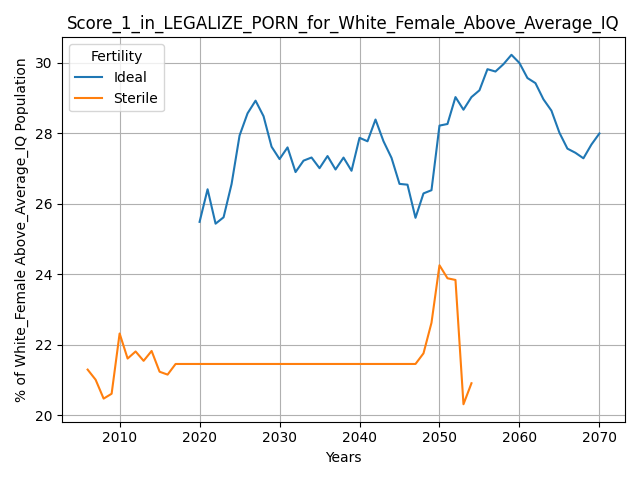 Score_1_in_LEGALIZE_PORN_for_White_Female_Above_Average_IQ
Fertility
Ideal
Sterile
% of White_Female Above_Average_IQ Population
30
28
26
24
22
20
2010
2020
2030
2040
2050
2060
2070
Years